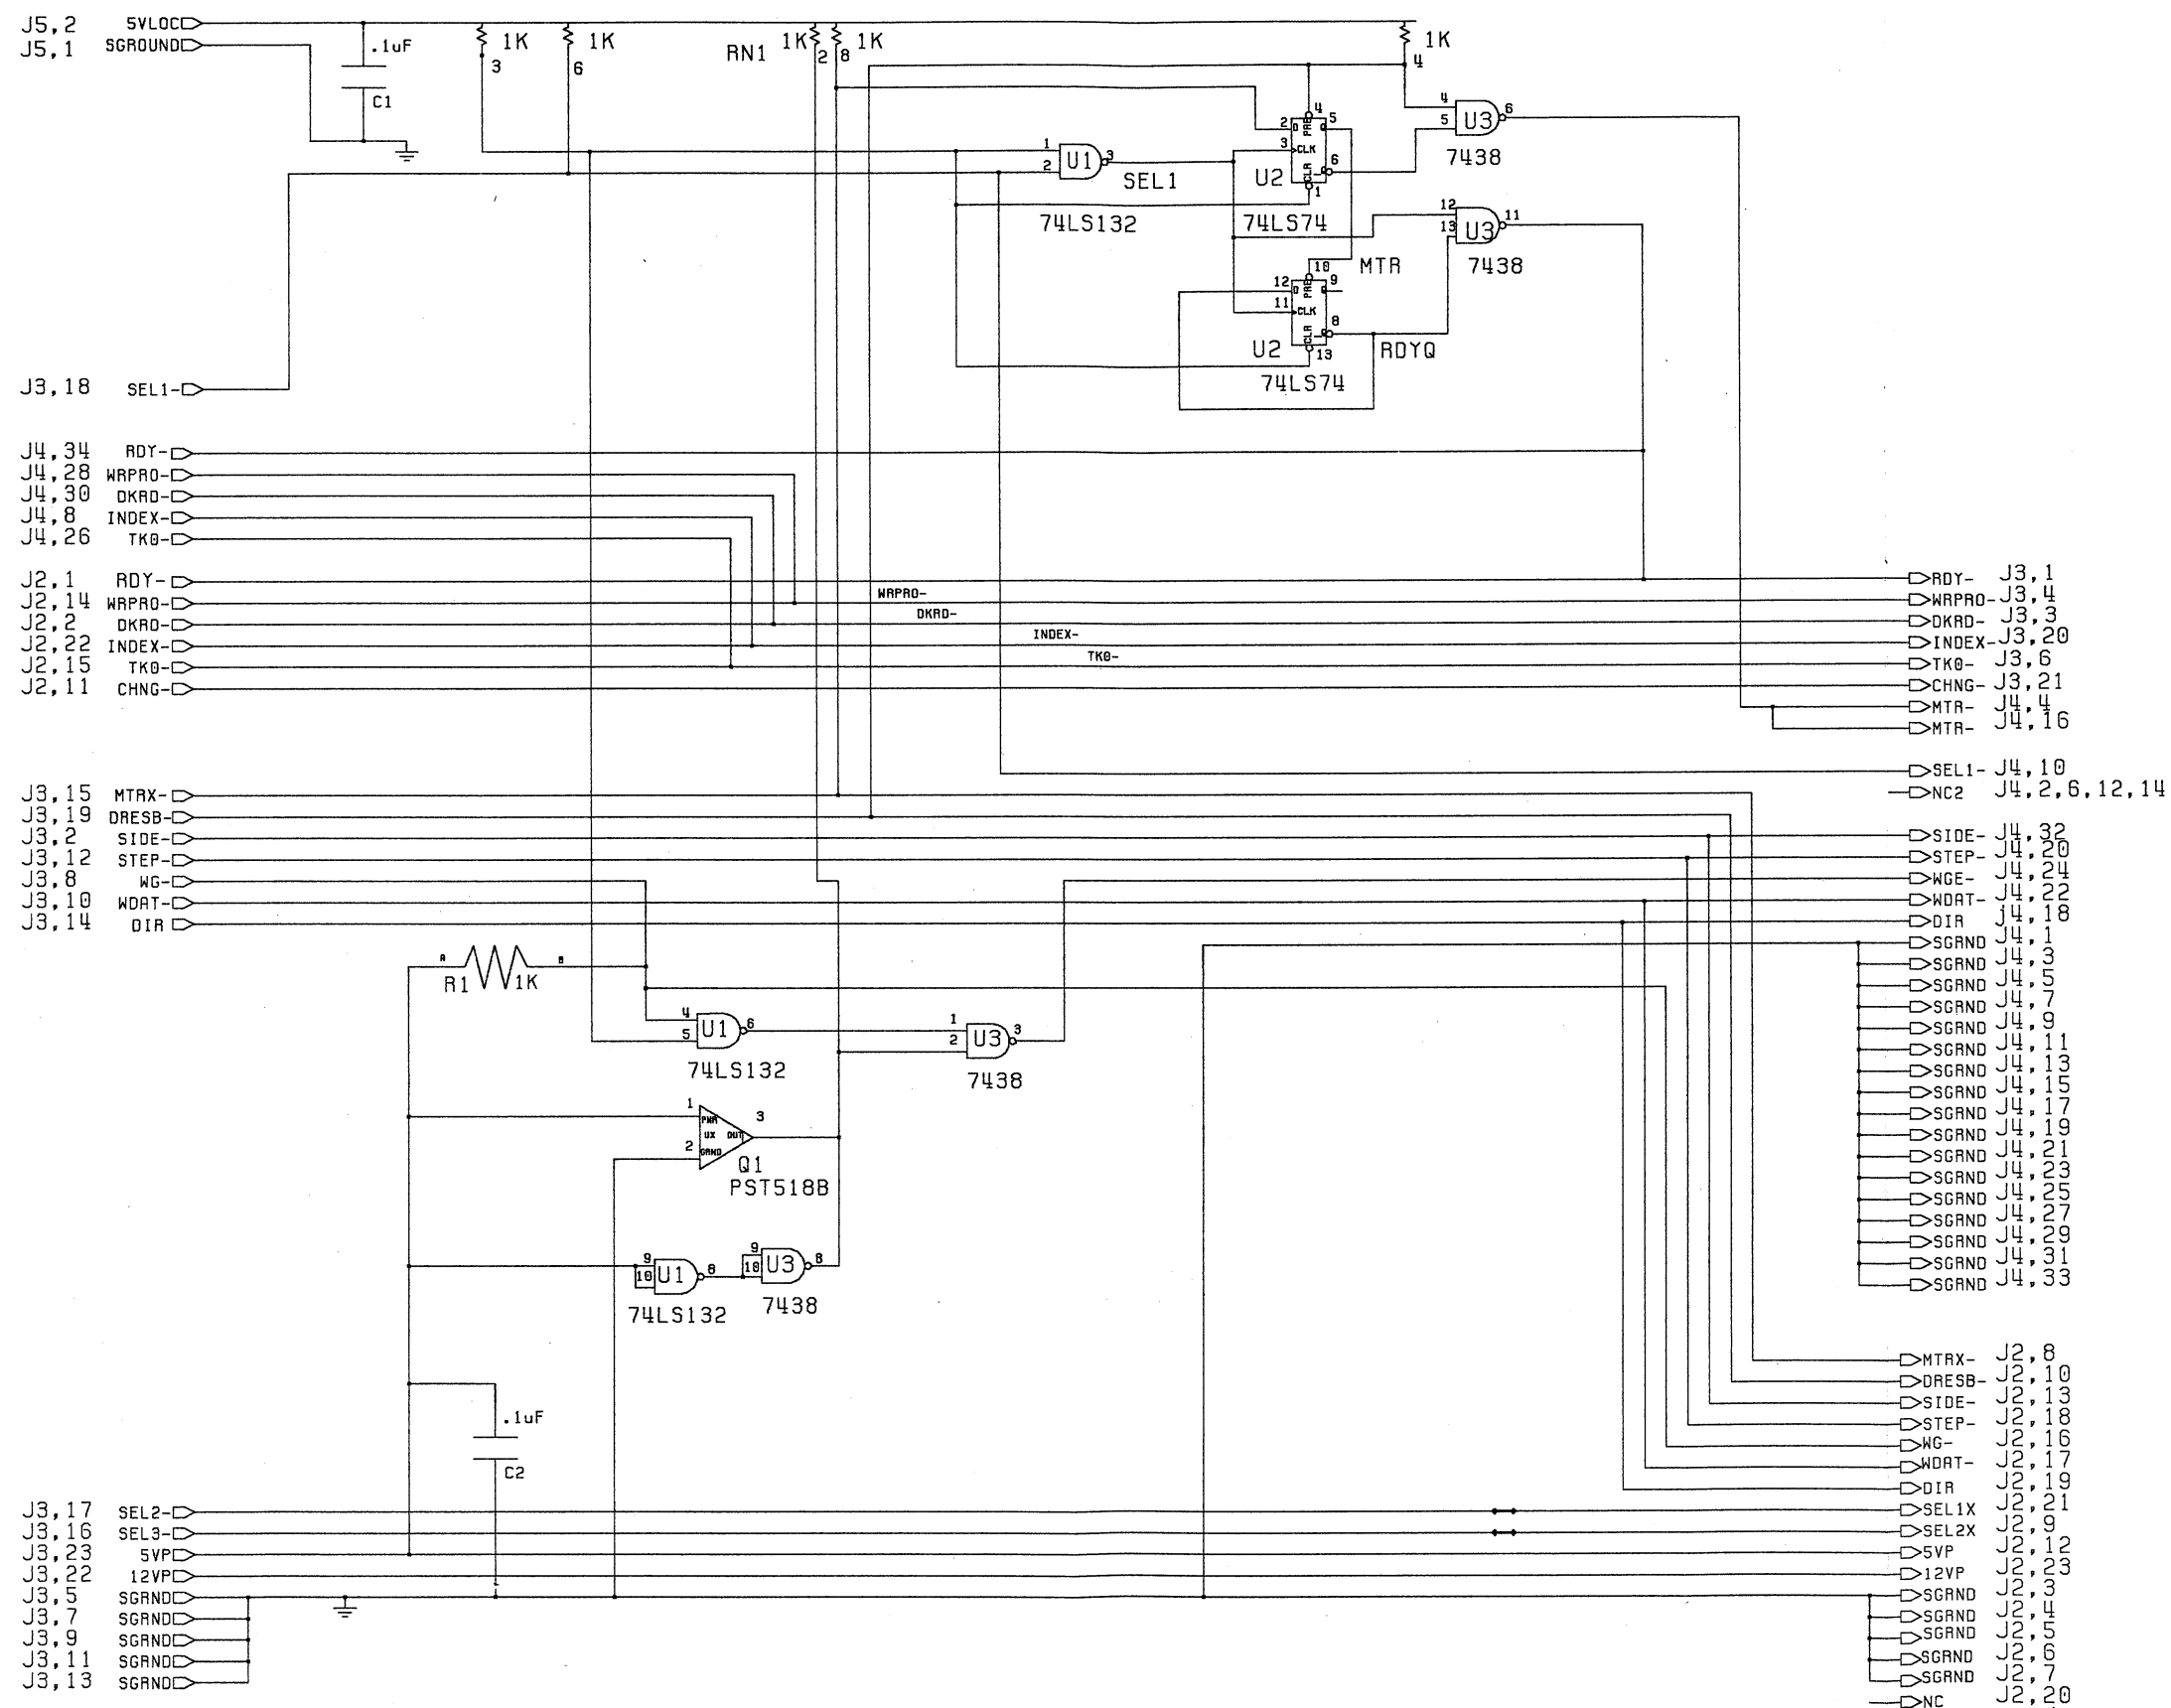 J5,2 5VLOC
J5,1 SGROUND
.1uF
C1
1K
3
1K
6
RN1
1K
2
1K
8
1K
4
1
2
U1
3
SEL1
74LS132
2
3
4
5
6
1
D
PRE
Q
CLK
CLR
Q
U2
74LS74
4
5
U3
6
7438
12
13
U3
11
7438
MTR
10
12
11
9
8
13
D
PRE
Q
CLK
CLR
Q
U2
74LS74
RDYQ
J3,18 SEL1-
J4,34 RDY-
J4,28 WRPRO-
J4,30 DKRD-
J4,8 INDEX-
J4,26 TK0-
J2,1 RDY-
J2,14 WRPRO-
J2,2 DKRD-
J2,22 INDEX-
J2,15 TK0-
J2,11 CHNG-
WRPRO-
DKRD-
INDEX-
TK0-
RDY- J3,1
WRPRO- J3,4
DKRD- J3,3
INDEX- J3,20
TK0- J3,6
CHNG- J3,21
MTR- J4,4
MTR- J4,16
SEL1- J4,10
NC2 J4,2,6,12,14
J3,15 MTRX-
J3,19 DRESB-
J3,2 SIDE-
J3,12 STEP-
J3,8 WG-
J3,10 WDAT-
J3,14 DIR
SIDE- J4,32
STEP- J4,20
WGE- J4,24
WDAT- J4,22
DIR j4,18
SGRND J4,1
SGRND J4,3
SGRND J4,5
SGRND J4,7
SGRND J4,9
SGRND J4,11
SGRND J4,13
SGRND J4,15
SGRND J4,17
SGRND J4,19
SGRND J4,21
SGRND J4,23
SGRND J4,25
SGRND J4,27
SGRND J4,29
SGRND J4,31
SGRND J4,33
A
B
R1 1K
4
5
U1
6
74LS132
1
2
U3
3
7438
1
2
3
PWR
UX OUT
GRND
Q1
PST518B
9
10
U1
8
74LS132
9
10
U3
8
7438
.1uF
C2
MTRX- J2,8
DRESB- J2,10
SIDE- J2,13
STEP- J2,18
WG- J2,16
WDAT- J2,17
DIR J2,19
SEL1X J2,21
SEL2X J2,9
5VP J2,12
12VP J2,23
SGRND J2,3
SGRND J2,4
SGRND J2,5
SGRND J2,6
SGRND J2,7
NC J2,20
J3,17 SEL2-
J3,16 SEL3-
J3,23 5VP
J3,22 12VP
J3,5 SGRND
J3,7 SGRND
J3,9 SGRND
J3,11 SGRND
J3,13 SGRND